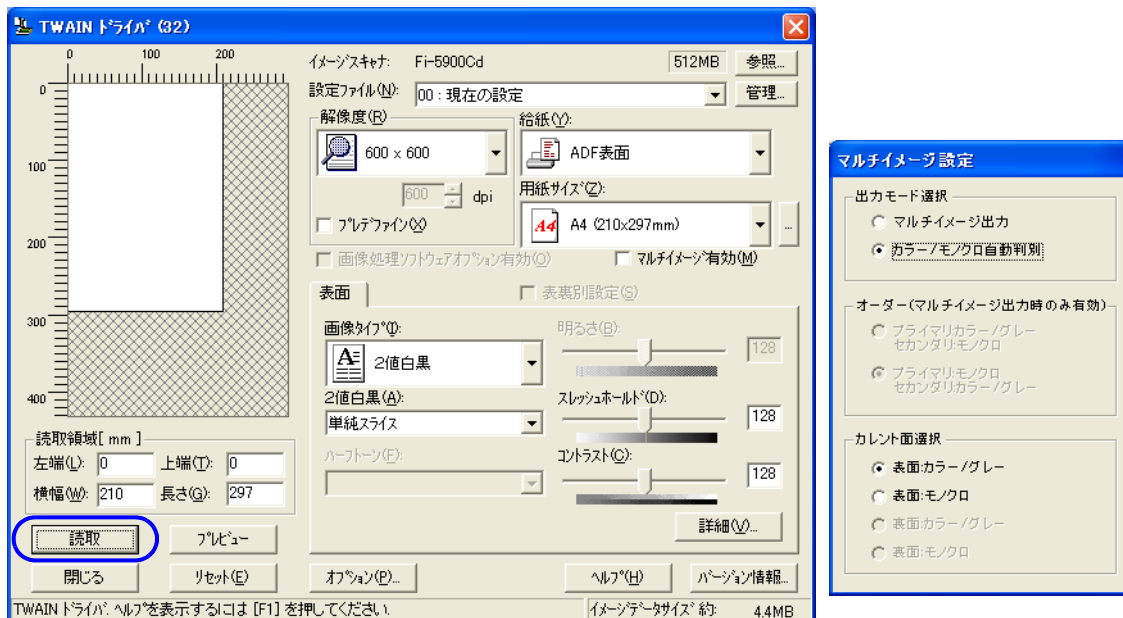 TWAIN ドライバ (32)
0 100 200
0
100
200
300
400
イメージスキャナ: Fi-5900Cd 512MB 参照...
設定ファイル(N): 00 : 現在の設定 管理...
解像度(R)
600 × 600
600 dpi
プレデファイン(X)
給紙(Y):
ADF表面
用紙サイズ(Z):
A4 A4 (210x297mm) ...
画像処理ソフトウェアオプション有効(O) マルチイメージ有効(M)
表面 表裏別設定(S)
画像タイプ(I):
2値白黒
2値白黒(A):
単純スライス
ハーフトーン(F):
明るさ(B):
128
スレッショホールド(D):
128
コントラスト(C):
128
詳細(V)...
読取領域[ mm ]
左端(L): 0 上端(T): 0
横幅(W): 210 長さ(G): 297
読取 プレビュー
閉じる リセット(E) オプション(P)... ヘルプ(H) バージョン情報...
TWAIN ドライバ. ヘルプを表示するには [F1] を押してください. イメージデータサイズ 約: 4.4MB
マルチイメージ設定
出力モード選択
マルチイメージ出力
カラー/モノクロ自動判別
オーダー(マルチイメージ出力時のみ有効)
プライマリ:カラー/グレー
セカンダリ:モノクロ
プライマリ:モノクロ
セカンダリ:カラー/グレー
カレント面選択
表面:カラー/グレー
表面:モノクロ
裏面:カラー/グレー
裏面:モノクロ